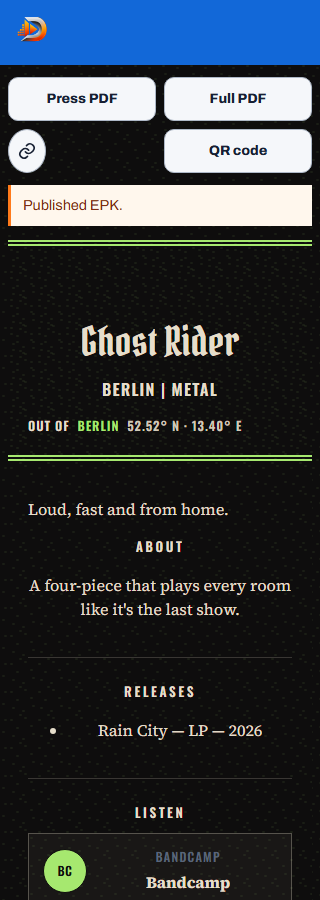 Press PDF
Full PDF
QR code
Published EPK.
Ghost Rider
BERLIN | METAL
OUT OF BERLIN 52.52° N · 13.40° E
Loud, fast and from home.
ABOUT
A four-piece that plays every room
like it's the last show.
RELEASES
• Rain City — LP — 2026
LISTEN
BC
BANDCAMP
Bandcamp